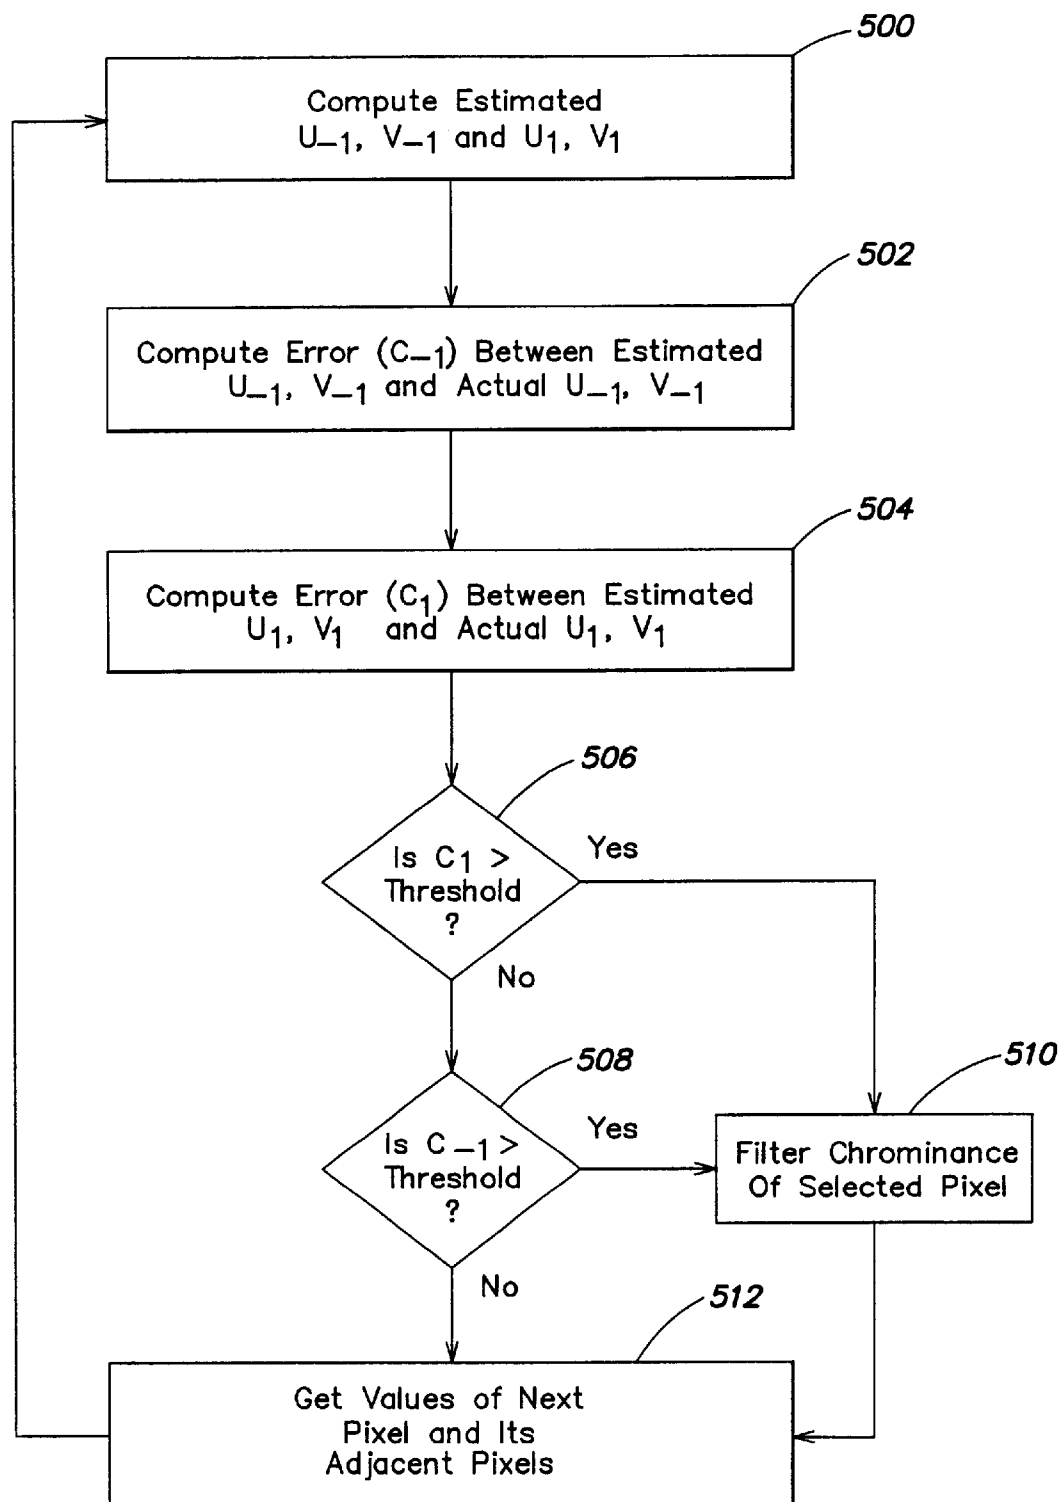 500
Compute Estimated
U₋₁, V₋₁ and U₁, V₁
502
Compute Error (C₋₁) Between Estimated
U₋₁, V₋₁ and Actual U₋₁, V₋₁
504
Compute Error (C₁) Between Estimated
U₁, V₁ and Actual U₁, V₁
506
Is C₁ >
Threshold
?
Yes
No
508
Is C₋₁ >
Threshold
?
Yes
No
510
Filter Chrominance
Of Selected Pixel
512
Get Values of Next
Pixel and Its
Adjacent Pixels